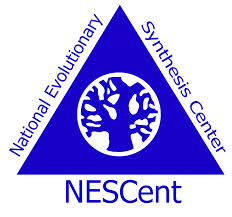 National Evolutionary
Synthesis Center
NESCent